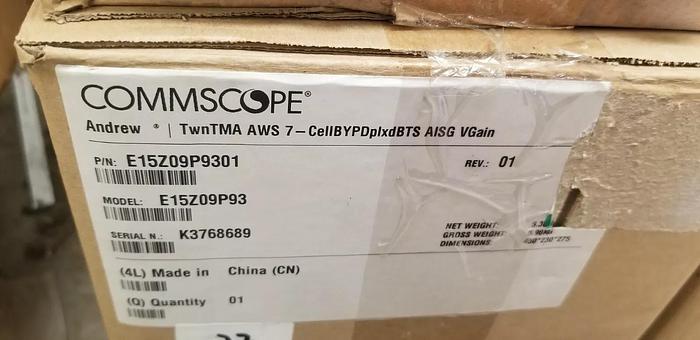 COMMSCOPE®
Andrew ® | TwnTMA AWS 7-CellBYPDplxdBTS AISG VGain
P/N: E15Z09P9301
REV.: 01
MODEL: E15Z09P93
SERIAL N.: K3768689
NET WEIGHT:
GROSS WEIGHT:
DIMENSIONS:
(4L) Made in China (CN)
(Q) Quantity 01